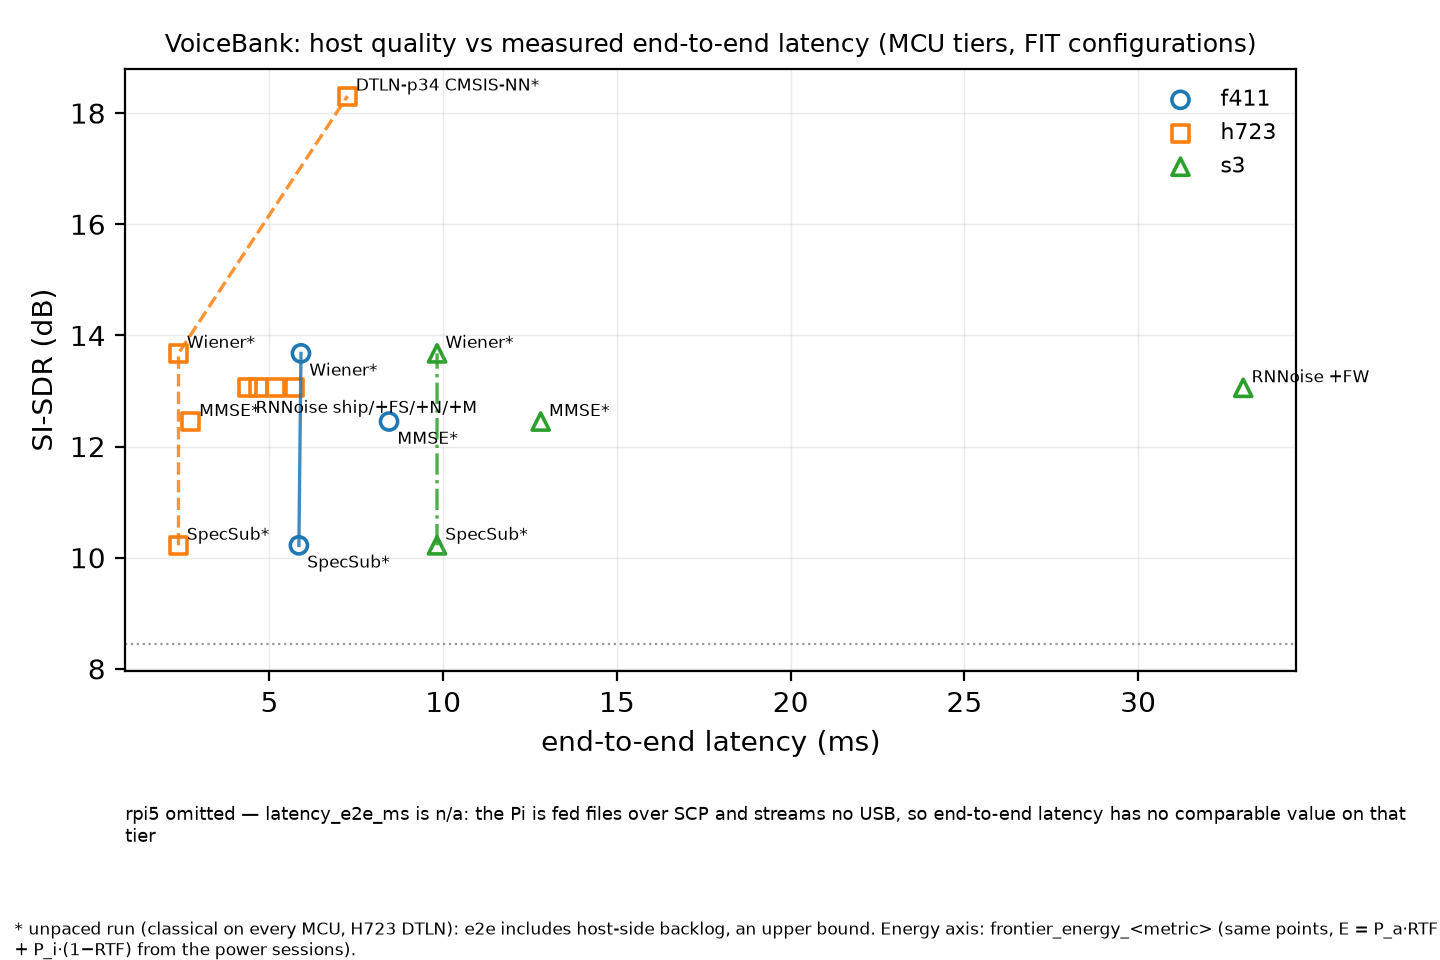 VoiceBank: host quality vs measured end-to-end latency (MCU tiers, FIT configurations)
DTLN-p34 CMSIS-NN*
f411
h723
s3
18
16
14
12
10
8
SI-SDR (dB)
Wiener*
Wiener*
Wiener*
RNNoise +FW
MMSE*
RNNoise ship/+FS/+N/+M
MMSE*
MMSE*
SpecSub*
SpecSub*
SpecSub*
5
10
15
20
25
30
end-to-end latency (ms)
rpi5 omitted — latency_e2e_ms is n/a: the Pi is fed files over SCP and streams no USB, so end-to-end latency has no comparable value on that
tier
* unpaced run (classical on every MCU, H723 DTLN): e2e includes host-side backlog, an upper bound. Energy axis: frontier_energy_<metric> (same points, E = P_a·RTF
+ P_i·(1−RTF) from the power sessions).